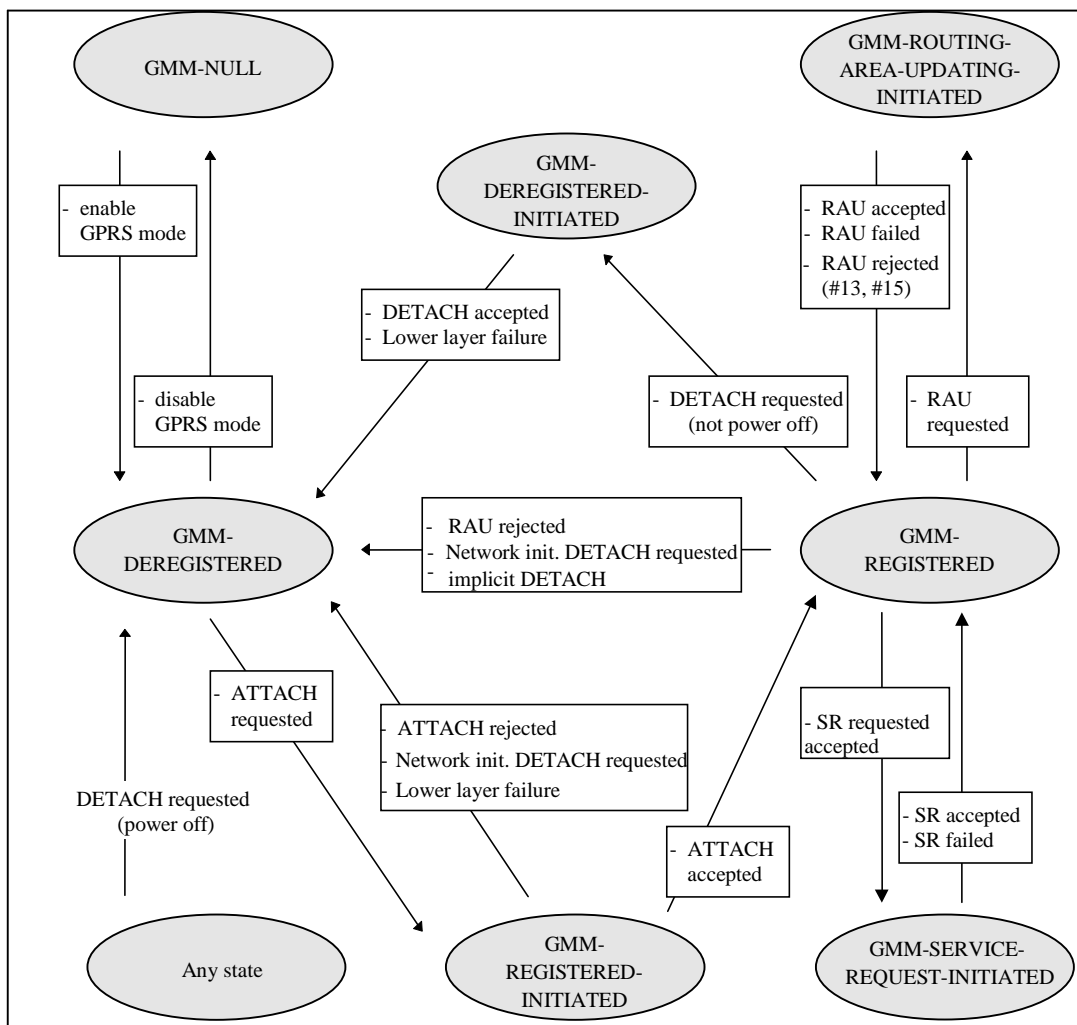 GMM-NULL
GMM-ROUTING-
AREA-UPDATING-
INITIATED
GMM-
DEREGISTERED-
INITIATED
- enable
GPRS mode
- RAU accepted
- RAU failed
- RAU rejected
(#13, #15)
- DETACH accepted
- Lower layer failure
- disable
GPRS mode
- DETACH requested
(not power off)
- RAU
requested
GMM-
DEREGISTERED
- RAU rejected
- Network init. DETACH requested
- implicit DETACH
GMM-
REGISTERED
- ATTACH
requested
- ATTACH rejected
- Network init. DETACH requested
- Lower layer failure
- SR requested
accepted
DETACH requested
(power off)
- ATTACH
accepted
- SR accepted
- SR failed
Any state
GMM-
REGISTERED-
INITIATED
GMM-SERVICE-
REQUEST-INITIATED